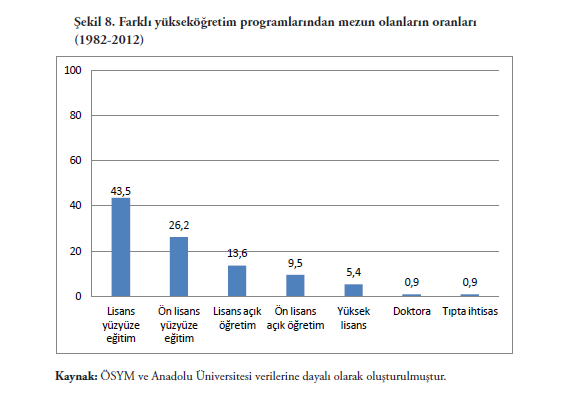 Şekil 8. Farklı yükseköğretim programlarından mezun olanların oranları
(1982-2012)
100
80
60
40
20
0
43,5
26,2
13,6
9,5
5,4
0,9
0,9
Lisans
yüzyüze
eğitim
Ön lisans
yüzyüze
eğitim
Lisans açık
öğretim
Ön lisans
açık öğretim
Yüksek
lisans
Doktora
Tıpta ihtisas
Kaynak: ÖSYM ve Anadolu Üniversitesi verilerine dayalı olarak oluşturulmuştur.